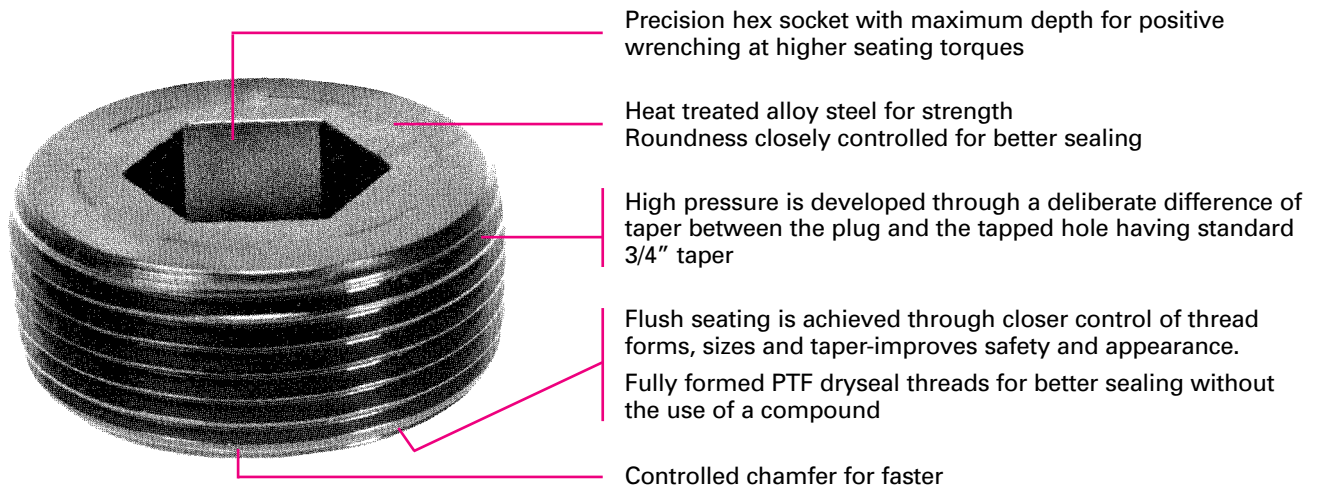 Precision hex socket with maximum depth for positive
wrenching at higher seating torques
Heat treated alloy steel for strength
Roundness closely controlled for better sealing
High pressure is developed through a deliberate difference of
taper between the plug and the tapped hole having standard
3/4″ taper
Flush seating is achieved through closer control of thread
forms, sizes and taper-improves safety and appearance.
Fully formed PTF dryseal threads for better sealing without
the use of a compound
Controlled chamfer for faster